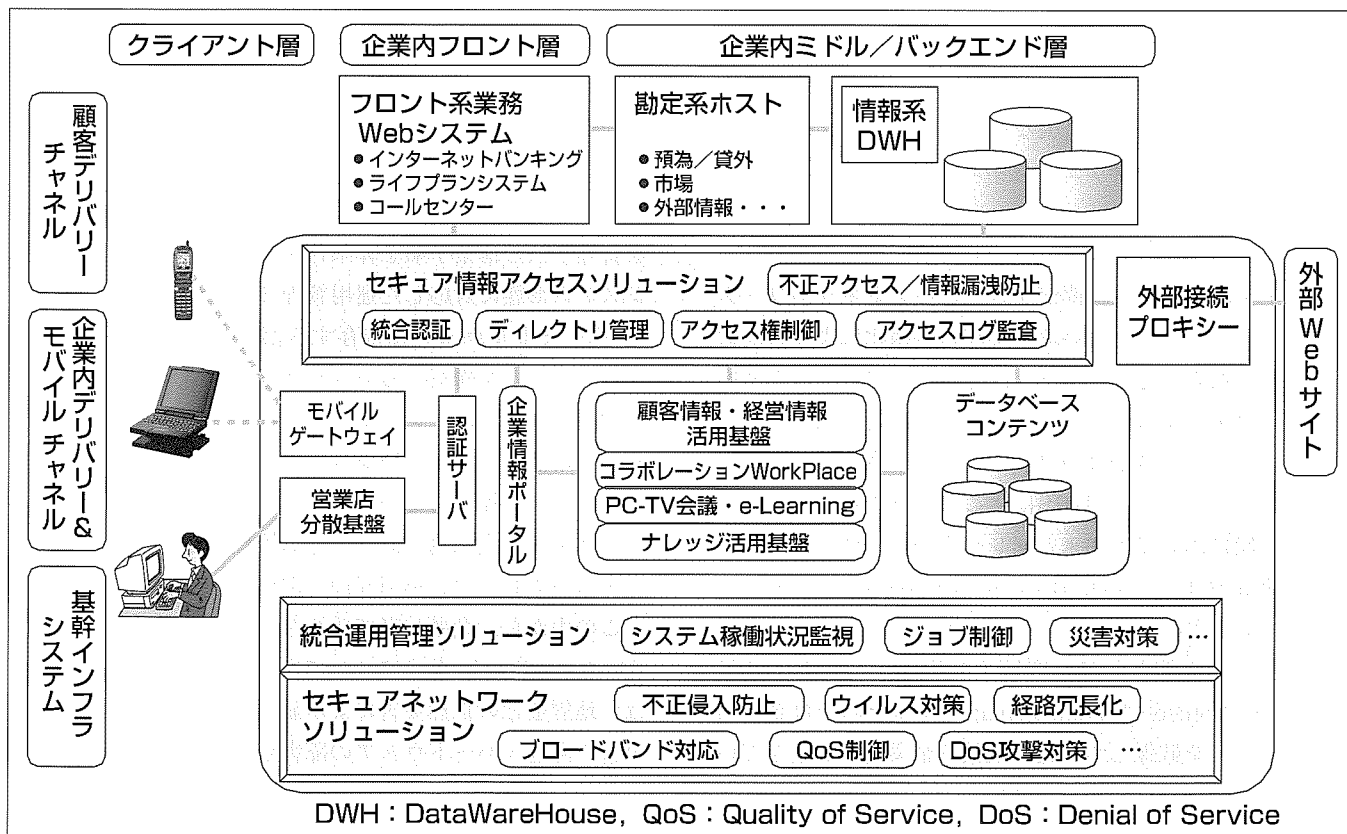 クライアント層
企業内フロント層
企業内ミドル／バックエンド層
顧客デリバリー
チャネル
企業内デリバリー&
モバイル チャネル
基幹インフラ
システム
フロント系業務
Webシステム
●インターネットバンキング
●ライフプランシステム
●コールセンター
勘定系ホスト
●預為／貸外
●市場
●外部情報・・・
情報系
DWH
セキュア情報アクセスソリューション
不正アクセス／情報漏洩防止
統合認証
ディレクトリ管理
アクセス権制御
アクセスログ監査
外部接続
プロキシー
外部Webサイト
モバイル
ゲートウェイ
営業店
分散基盤
認証サーバ
企業情報ポータル
顧客情報・経営情報
活用基盤
コラボレーションWorkPlace
PC-TV会議・e-Learning
ナレッジ活用基盤
データベース
コンテンツ
統合運用管理ソリューション
システム稼働状況監視
ジョブ制御
災害対策
…
セキュアネットワーク
ソリューション
不正侵入防止
ウイルス対策
経路冗長化
ブロードバンド対応
QoS制御
DoS攻撃対策
…
DWH：DataWareHouse, QoS：Quality of Service, DoS：Denial of Service